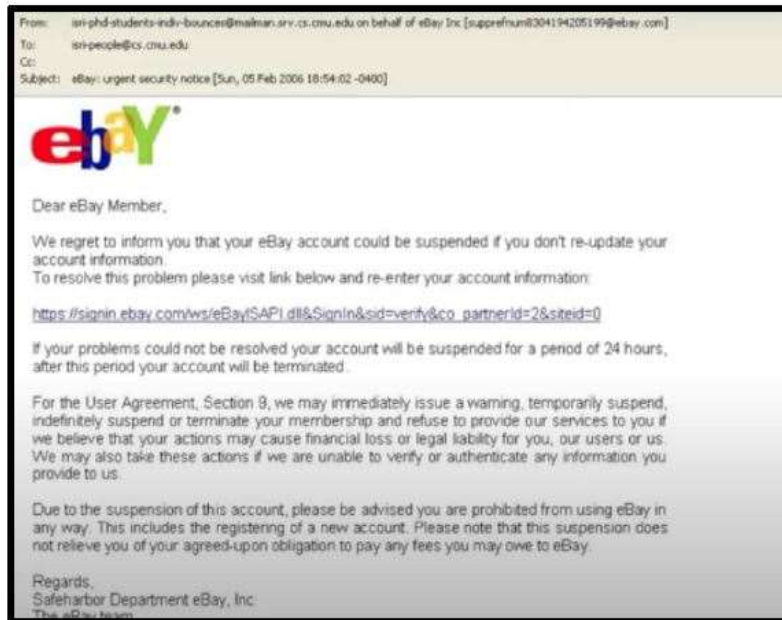 From: isri-phd-students-indiv-bounces@mailman.srv.cs.cmu.edu on behalf of eBay Inc [supprefnum8304194205199@ebay.com]
To: isri-people@cs.cmu.edu
Cc:
Subject: eBay: urgent security notice [Sun, 05 Feb 2006 18:54:02 -0400]
ebaY®
Dear eBay Member,
We regret to inform you that your eBay account could be suspended if you don't re-update your
account information.
To resolve this problem please visit link below and re-enter your account information:
https://signin.ebay.com/ws/eBayISAPI.dll&SignIn&sid=verify&co_partnerId=2&siteid=0
If your problems could not be resolved your account will be suspended for a period of 24 hours,
after this period your account will be terminated.
For the User Agreement, Section 9, we may immediately issue a warning, temporarily suspend,
indefinitely suspend or terminate your membership and refuse to provide our services to you if
we believe that your actions may cause financial loss or legal liability for you, our users or us.
We may also take these actions if we are unable to verify or authenticate any information you
provide to us.
Due to the suspension of this account, please be advised you are prohibited from using eBay in
any way. This includes the registering of a new account. Please note that this suspension does
not relieve you of your agreed-upon obligation to pay any fees you may owe to eBay.
Regards,
Safeharbor Department eBay, Inc
The eBay team